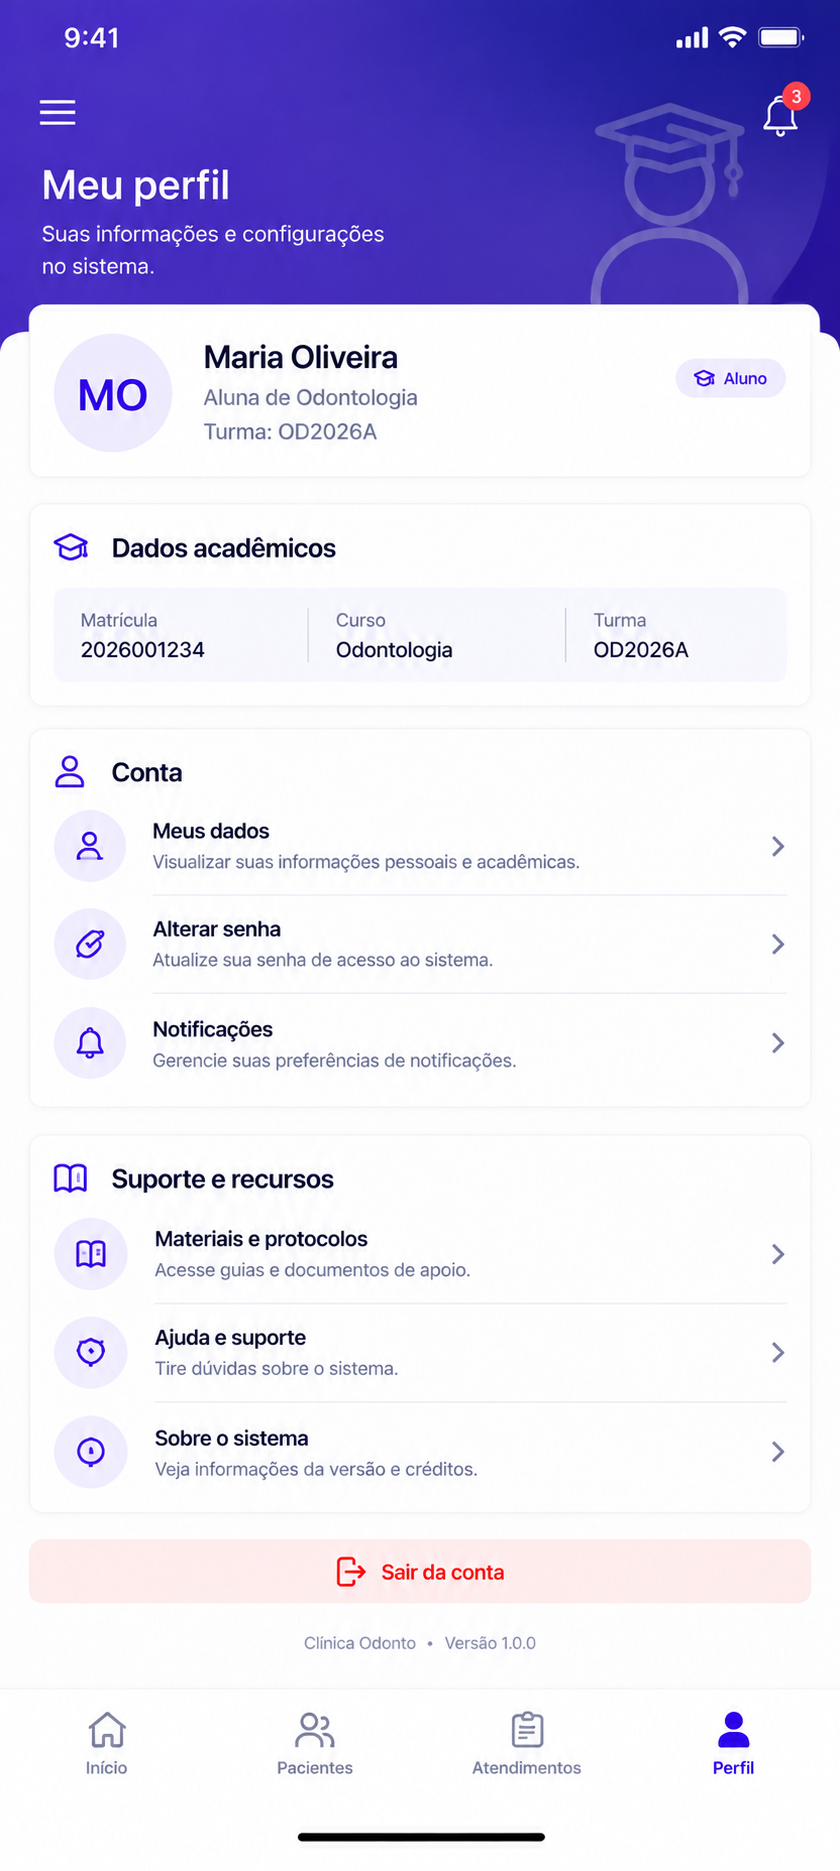 9:41
3
Meu perfil
Suas informações e configurações
no sistema.
MO
Maria Oliveira
Aluna de Odontologia
Turma: OD2026A
Aluno
Dados acadêmicos
Matrícula
2026001234
Curso
Odontologia
Turma
OD2026A
Conta
Meus dados
Visualizar suas informações pessoais e acadêmicas.
Alterar senha
Atualize sua senha de acesso ao sistema.
Notificações
Gerencie suas preferências de notificações.
Suporte e recursos
Materiais e protocolos
Acesse guias e documentos de apoio.
Ajuda e suporte
Tire dúvidas sobre o sistema.
Sobre o sistema
Veja informações da versão e créditos.
Sair da conta
Clínica Odonto • Versão 1.0.0
Início
Pacientes
Atendimentos
Perfil